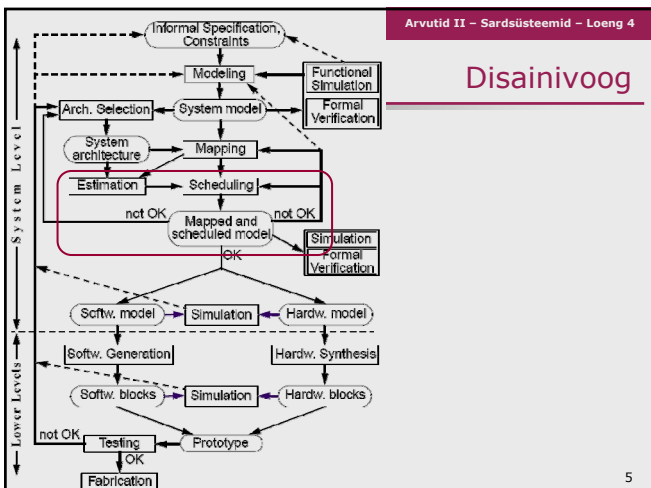 Arvutid II – Sardsüsteemid – Loeng 4
Disainivoog
Informal Specification,
Constraints
Modeling
Functional
Simulation
Arch. Selection
System model
Formal
Verification
System
architecture
Mapping
Estimation
Scheduling
not OK
not OK
Mapped and
scheduled model
Simulation
Formal
Verification
OK
System Level
Softw. model
Simulation
Hardw. model
Softw. Generation
Hardw. Synthesis
Softw. blocks
Simulation
Hardw. blocks
Lower Levels
not OK
Testing
Prototype
OK
Fabrication
5